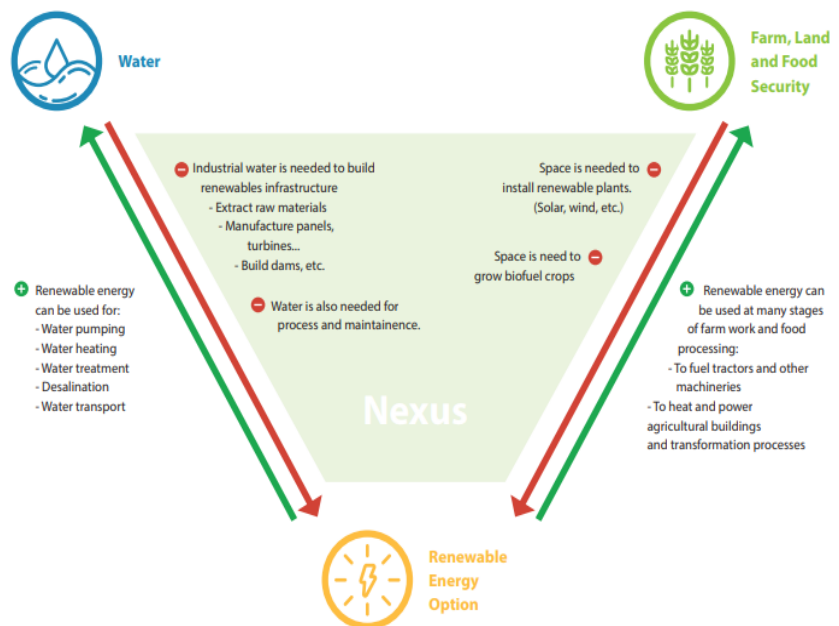 Water
Farm, Land
and Food
Security
Industrial water is needed to build
renewables infrastructure
- Extract raw materials
- Manufacture panels,
turbines...
- Build dams, etc.
Water is also needed for
process and maintainence.
Space is needed to
install renewable plants.
(Solar, wind, etc.)
Space is need to
grow biofuel crops
Renewable energy
can be used for:
- Water pumping
- Water heating
- Water treatment
- Desalination
- Water transport
Renewable energy can
be used at many stages
of farm work and food
processing:
- To fuel tractors and other
machineries
- To heat and power
agricultural buildings
and transformation processes
Nexus
Renewable
Energy
Option